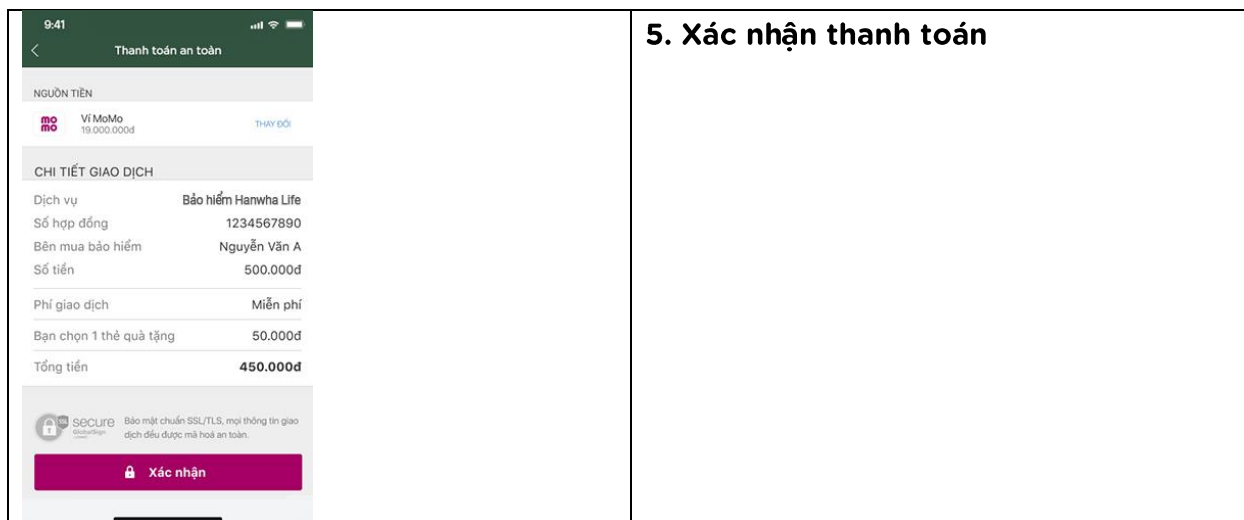 9:41
Thanh toán an toàn
NGUỒN TIỀN
mo
mo
Ví MoMo
19.000.000đ
THAY ĐỔI
CHI TIẾT GIAO DỊCH
Dịch vụ Bảo hiểm Hanwha Life
Số hợp đồng 1234567890
Bên mua bảo hiểm Nguyễn Văn A
Số tiền 500.000đ
Phí giao dịch Miễn phí
Bạn chọn 1 thẻ quà tặng 50.000đ
Tổng tiền 450.000đ
secure
GlobalSign
Bảo mật chuẩn SSL/TLS, mọi thông tin giao
dịch đều được mã hoá an toàn.
Xác nhận
5. Xác nhận thanh toán